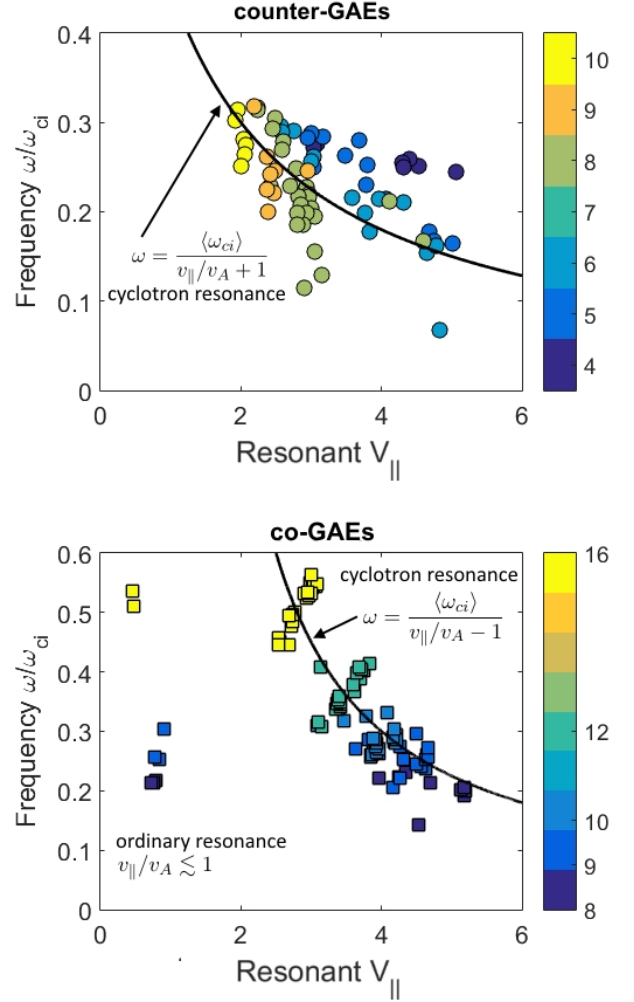 counter-GAEs
0.4
0.3
0.2
0.1
0
0
2
4
6
Frequency ω/ω_ci
Resonant V_||
ω = ⟨ω_ci⟩ / (v_∥/v_A + 1)
cyclotron resonance
10
9
8
7
6
5
4
co-GAEs
0.6
0.5
0.4
0.3
0.2
0.1
0
0
2
4
6
Frequency ω/ω_ci
Resonant V_||
cyclotron resonance
ω = ⟨ω_ci⟩ / (v_∥/v_A − 1)
ordinary resonance
v_∥/v_A ≲ 1
16
12
10
9
8